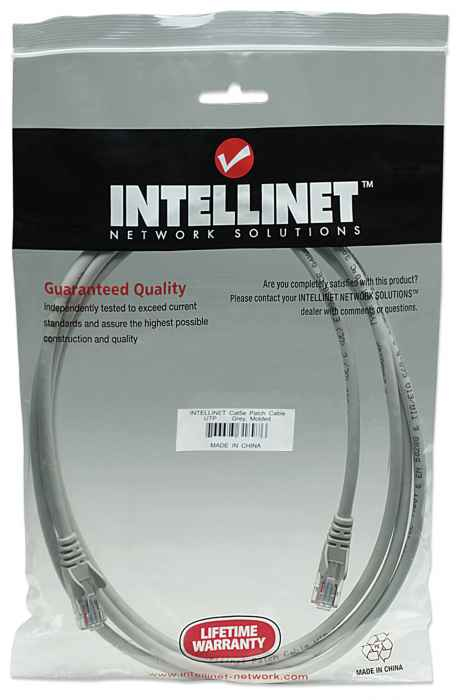 INTELLINET™
NETWORK SOLUTIONS
Guaranteed Quality
Independently tested to exceed current
standards and assure the highest possible
construction and quality
Are you completely satisfied with this product?
Please contact your INTELLINET NETWORK SOLUTIONS™
dealer with comments or questions.
INTELLINET Cat5e Patch Cable
UTP Grey, Molded
MADE IN CHINA
LIFETIME
WARRANTY
Patch Cable
www.intellinet-network.com
MADE IN CHINA